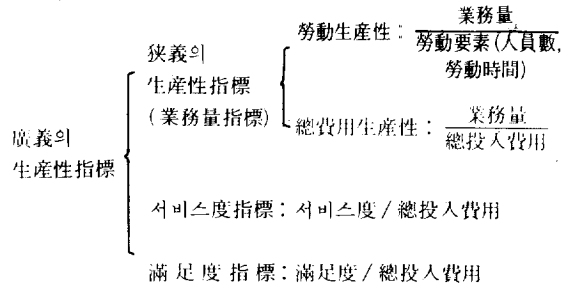 業務量
勞動生産性 :
勞動要素(人員數,
勞動時間)
狹義의
生産性指標
(業務量指標)
業務量
總費用生産性 :
總投入費用
廣義의
生産性指標
서비스度指標 : 서비스度 / 總投入費用
滿足度指標 : 滿足度 / 總投入費用